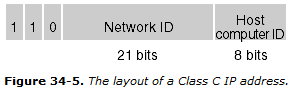 1 1 0 Network ID Host
computer ID
21 bits 8 bits
Figure 34-5. The layout of a Class C IP address.